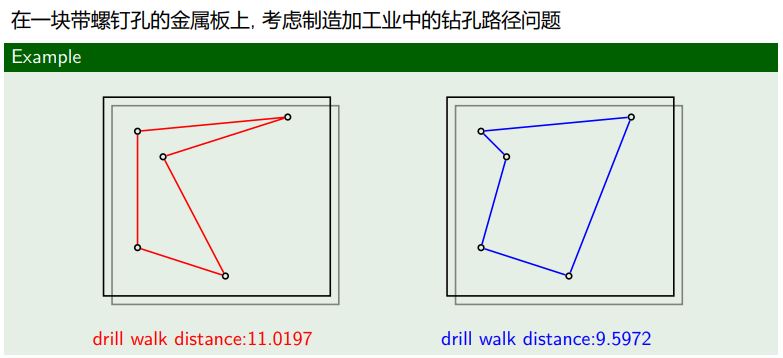 在一块带螺钉孔的金属板上, 考虑制造加工业中的钻孔路径问题
Example
drill walk distance:11.0197
drill walk distance:9.5972